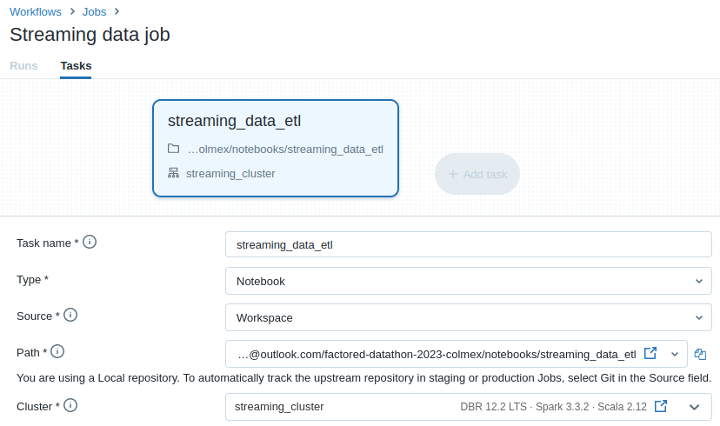 Workflows > Jobs >
Streaming data job
Runs Tasks
streaming_data_etl
...olmex/notebooks/streaming_data_etl
streaming_cluster
+ Add task
Task name * streaming_data_etl
Type * Notebook
Source * Workspace
Path * ...@outlook.com/factored-datathon-2023-colmex/notebooks/streaming_data_etl
You are using a Local repository. To automatically track the upstream repository in staging or production Jobs, select Git in the Source field.
Cluster * streaming_cluster DBR 12.2 LTS · Spark 3.3.2 · Scala 2.12